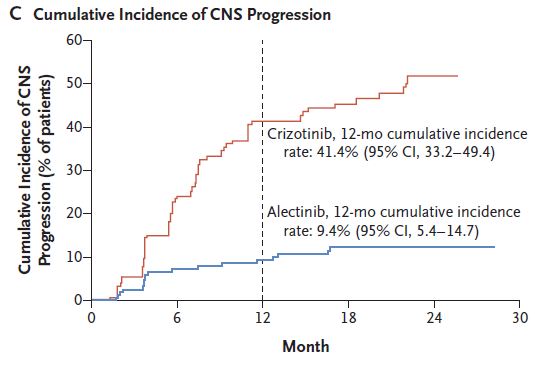 C Cumulative Incidence of CNS Progression
Cumulative Incidence of CNS
Progression (% of patients)
60
50
40
30
20
10
0
Crizotinib, 12-mo cumulative incidence
rate: 41.4% (95% CI, 33.2–49.4)
Alectinib, 12-mo cumulative incidence
rate: 9.4% (95% CI, 5.4–14.7)
0 6 12 18 24 30
Month